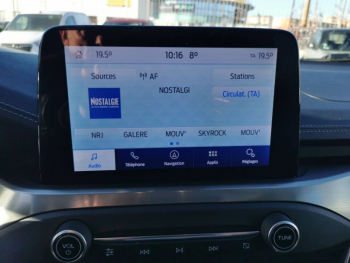 19.5° 10:16 8° TA 19.5°
Sources AF Stations
NOSTALGI
Circulat. (TA)
NOSTALGIE
NRJ GALERE MOUV' SKYROCK MOUV'
Audio Téléphone Navigation Applis Réglages
VOL TUNE